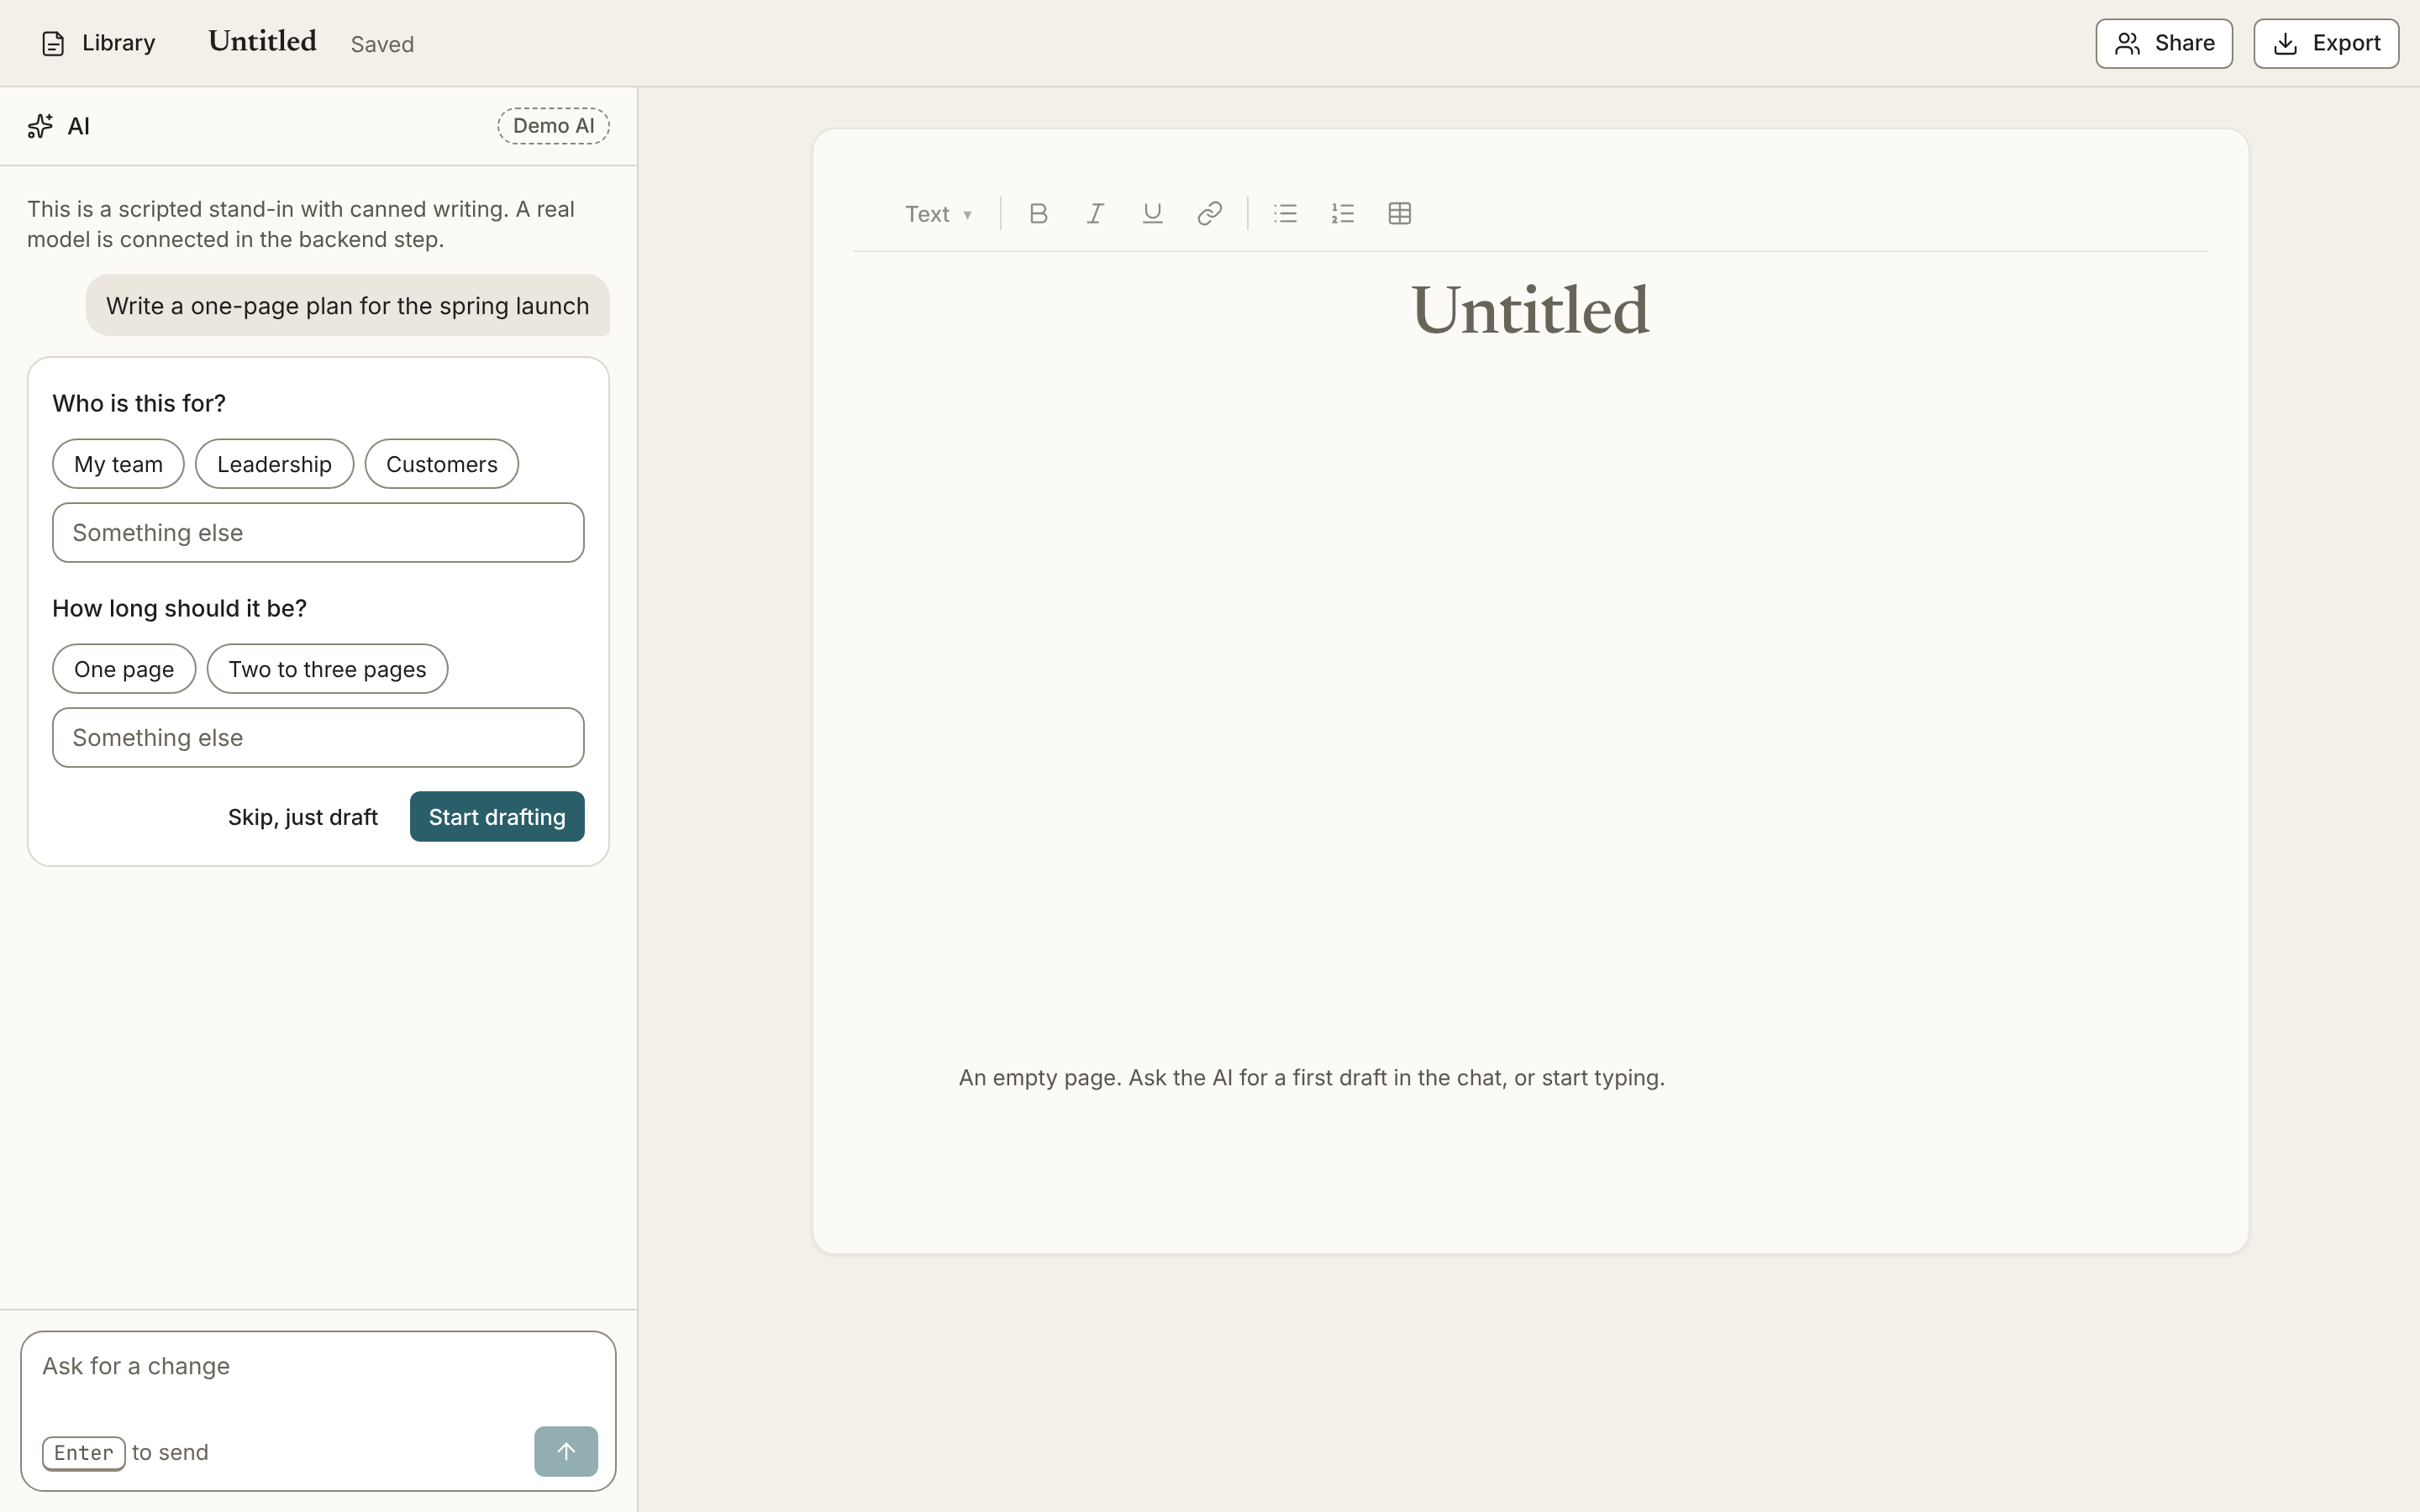 Library
Untitled
Saved
Share
Export
AI
Demo AI
This is a scripted stand-in with canned writing. A real
model is connected in the backend step.
Write a one-page plan for the spring launch
Who is this for?
My team
Leadership
Customers
Something else
How long should it be?
One page
Two to three pages
Something else
Skip, just draft
Start drafting
Ask for a change
Enter to send
Text
Untitled
An empty page. Ask the AI for a first draft in the chat, or start typing.